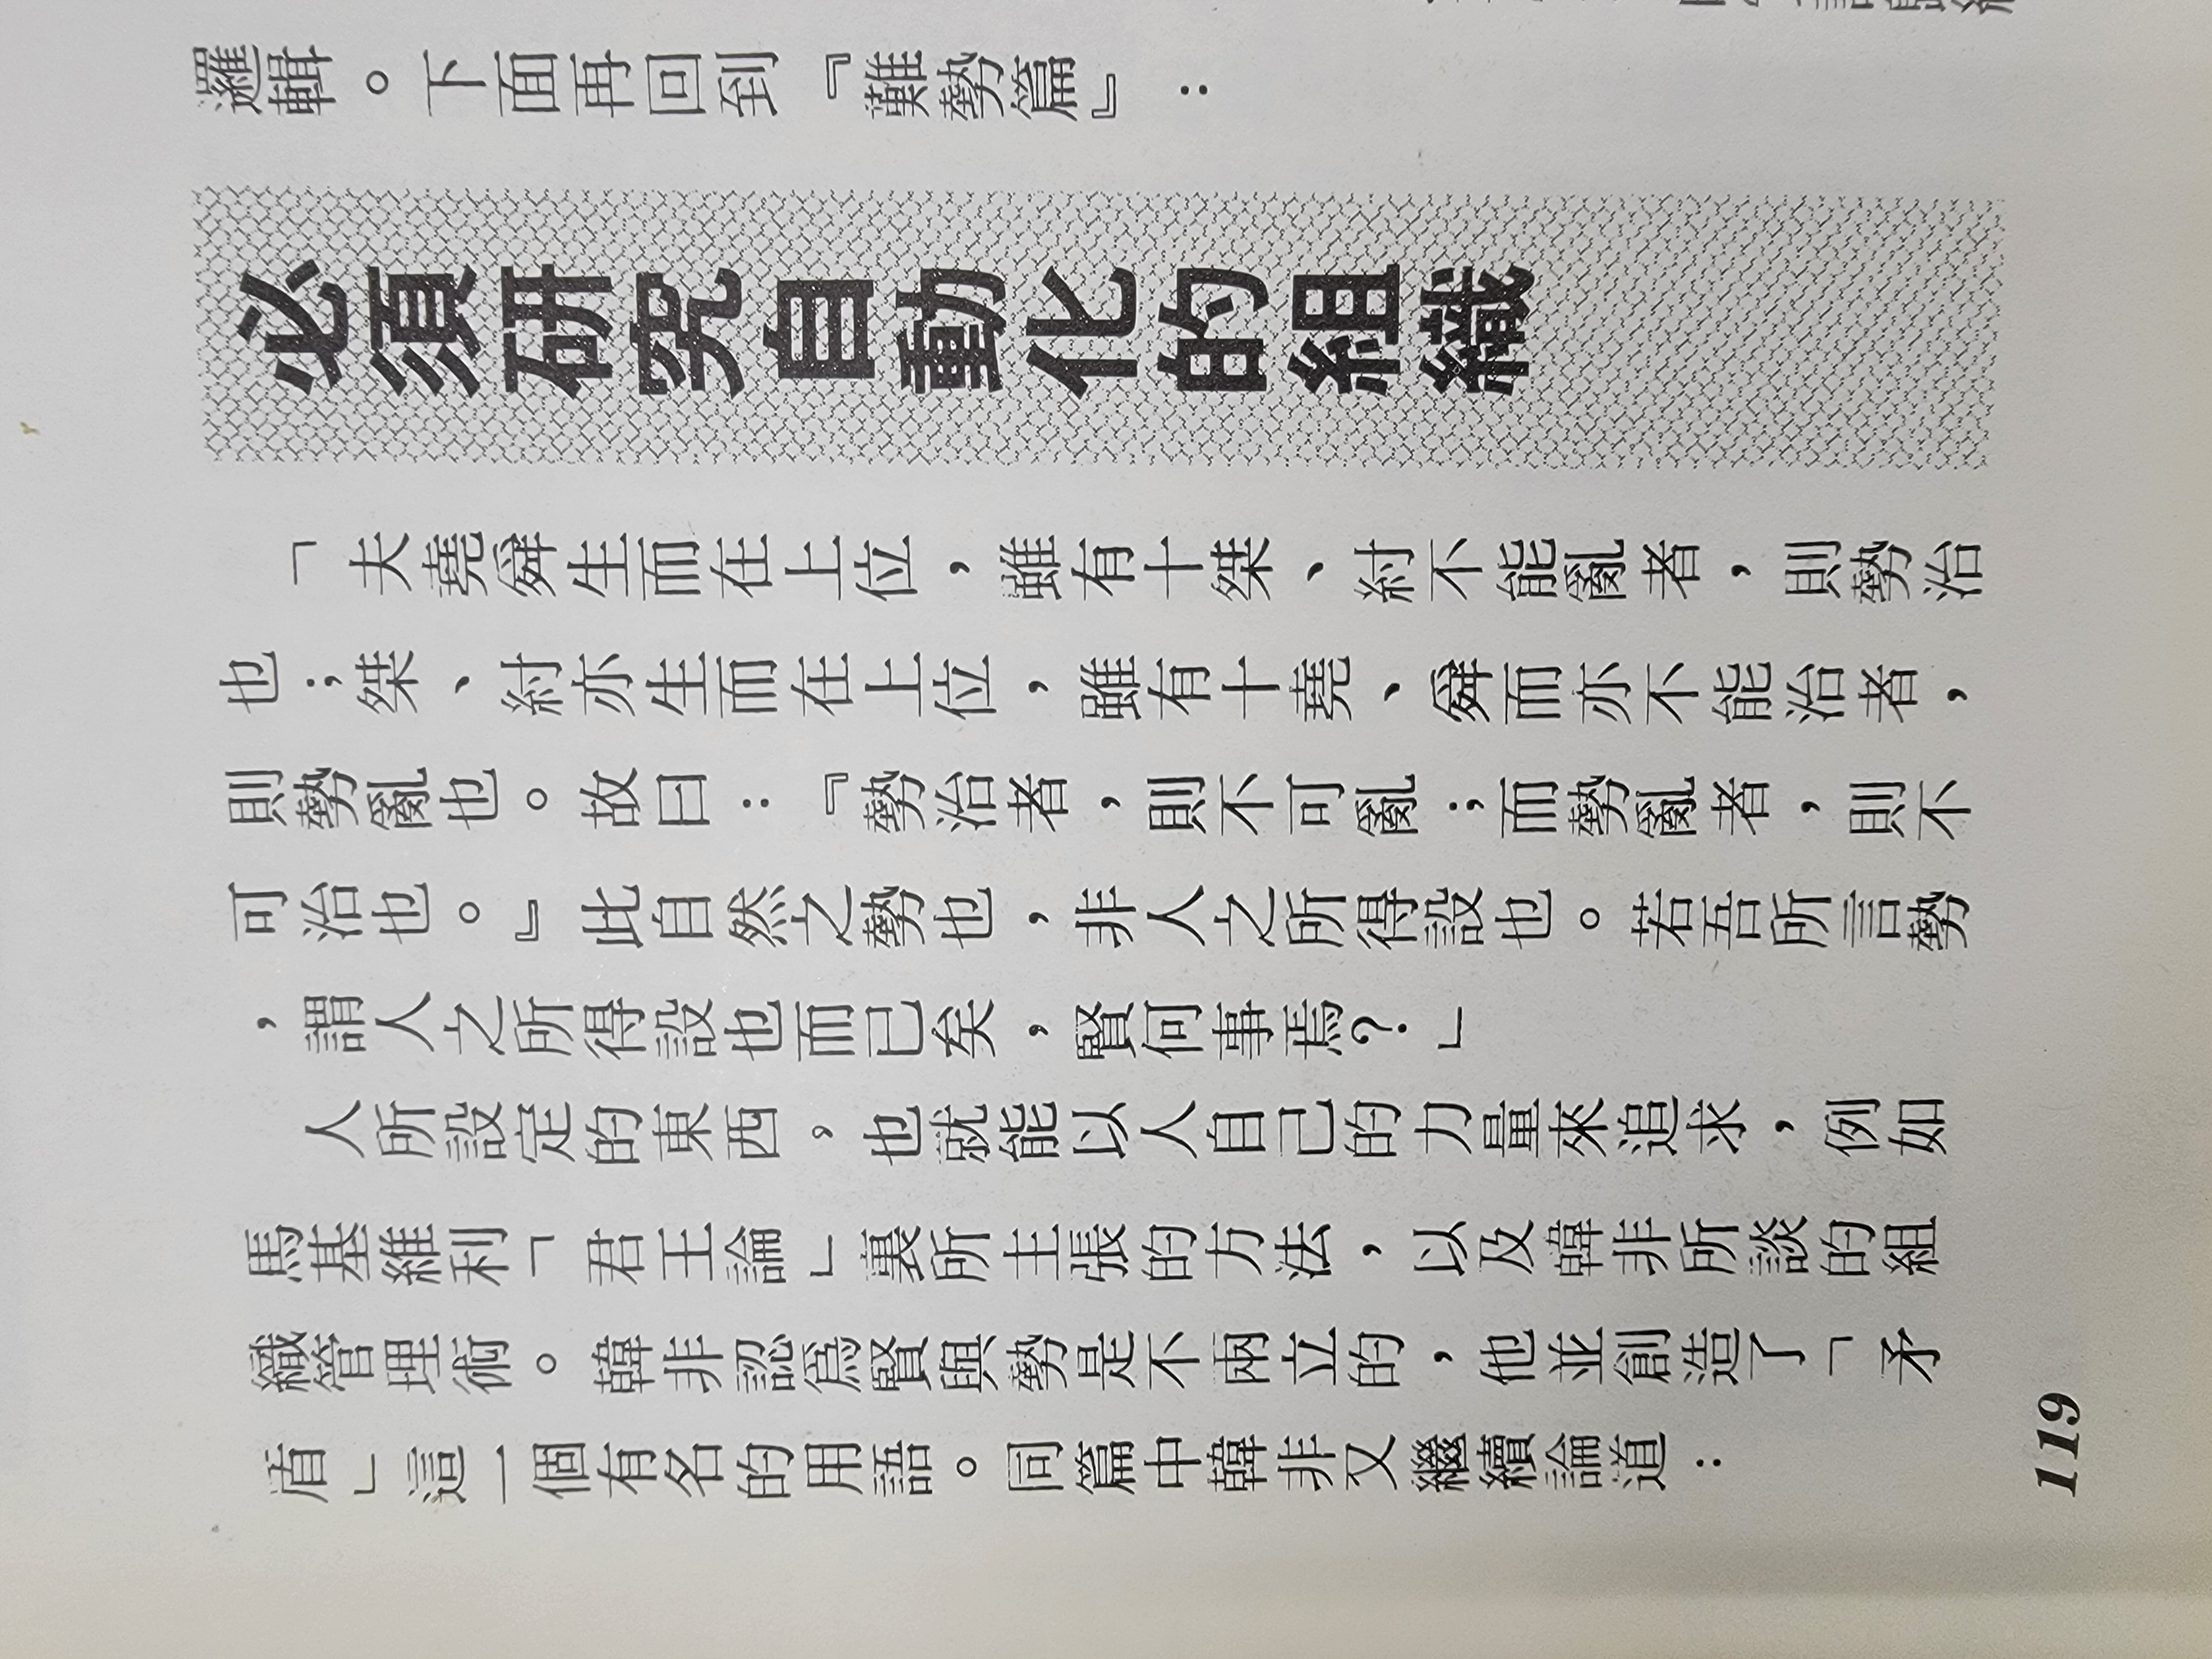 邏輯。下面再回到『難勢篇』:
必須研究自動化的組織
「夫堯舜生而在上位,雖有十桀、紂不能亂者,則勢治
也;桀、紂亦生而在上位,雖有十堯、舜而亦不能治者,
則勢亂也。故曰:『勢治者,則不可亂;而勢亂者,則不
可治也。』此自然之勢也,非人之所得設也。若吾所言勢
,謂人之所得設也而已矣,賢何事焉?」
人所設定的東西,也就能以人自己的力量來追求,例如
馬基維利「君王論」裏所主張的方法,以及韓非所談的組
織管理術。韓非認爲賢與勢是不兩立的,他並創造了「矛
盾」這一個有名的用語。同篇中韓非又繼續論道:
119